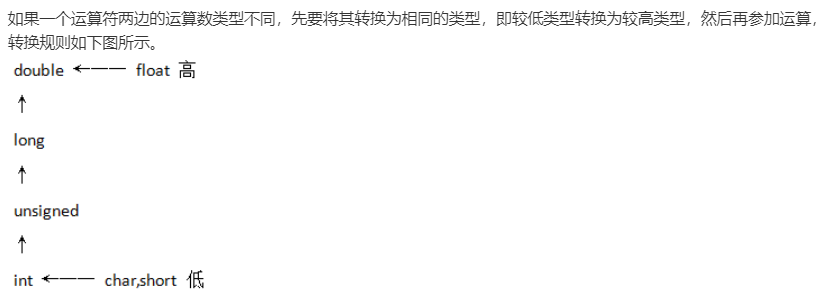 如果一个运算符两边的运算数类型不同，先要将其转换为相同的类型，即较低类型转换为较高类型，然后再参加运算，
转换规则如下图所示。
double ←—— float 高
↑
long
↑
unsigned
↑
int ←—— char,short 低